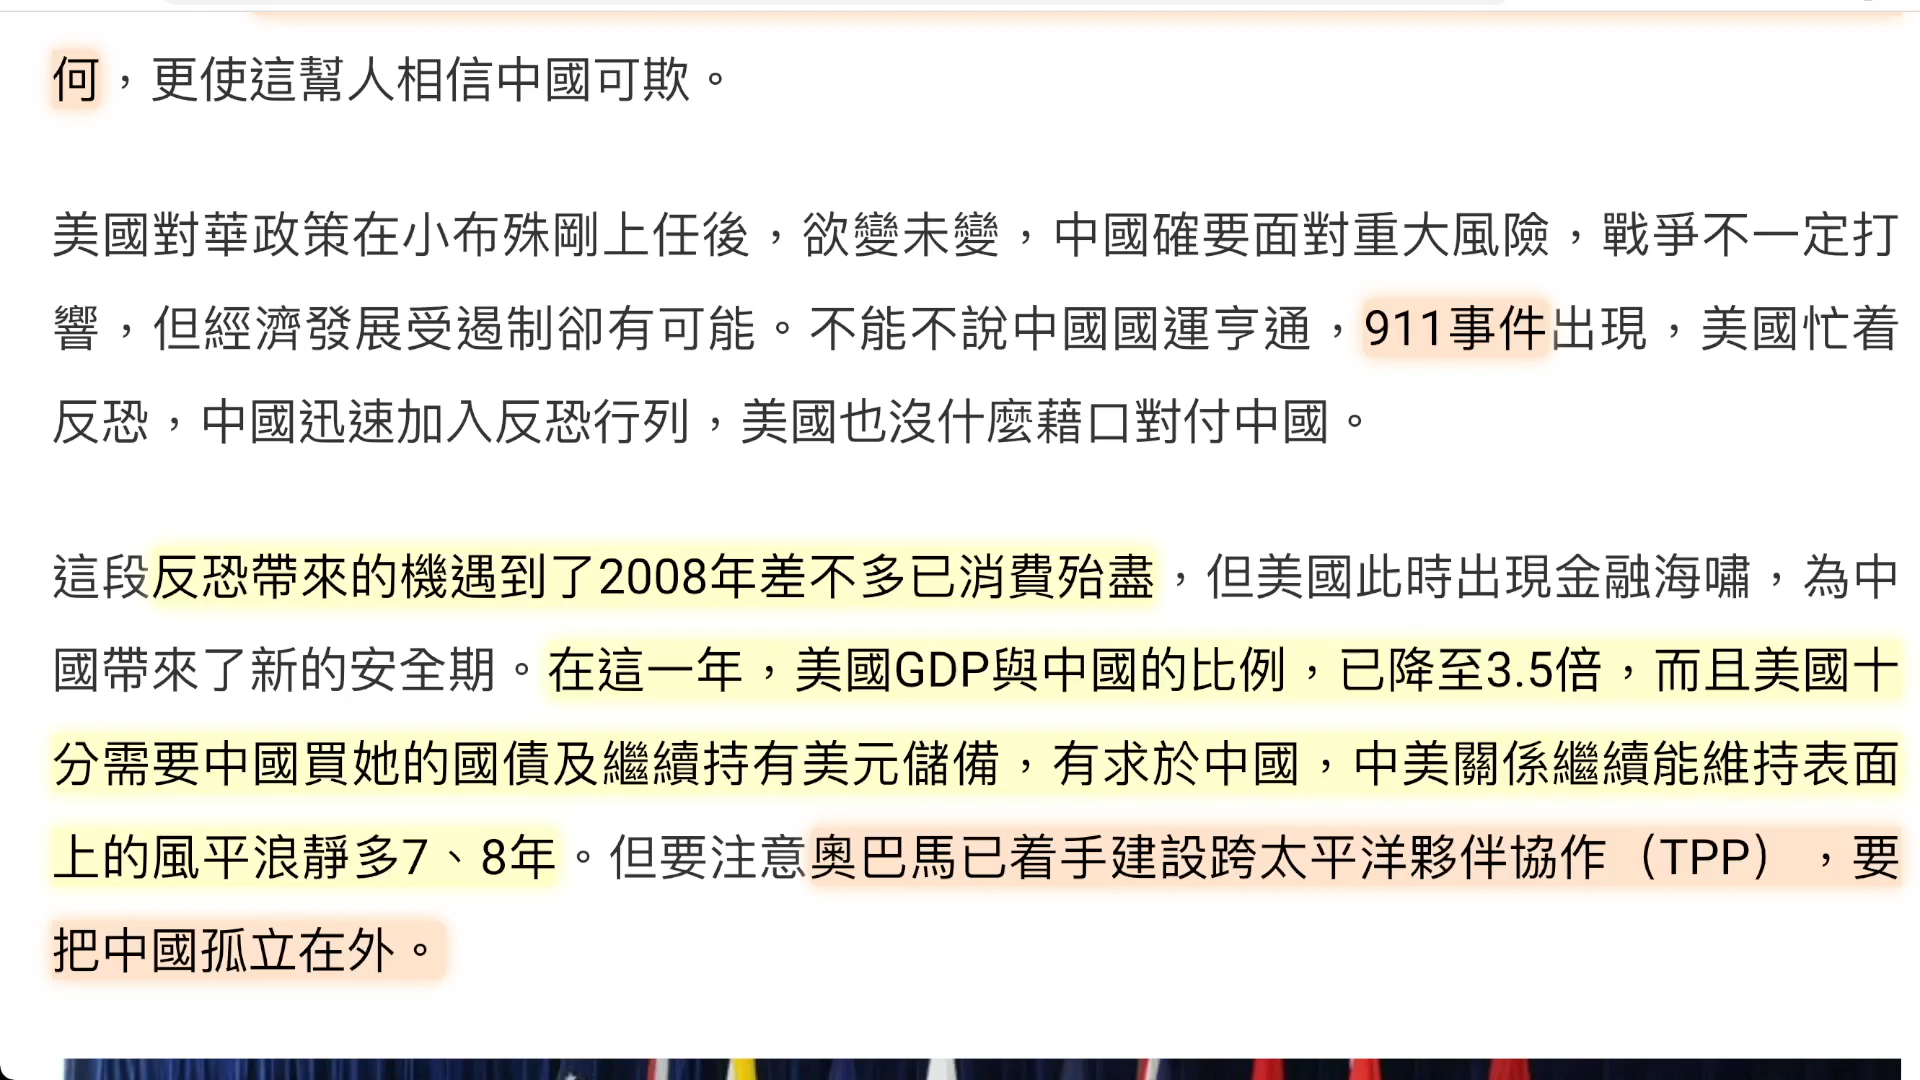 何，更使這幫人相信中國可欺。
美國對華政策在小布殊剛上任後，欲變未變，中國確要面對重大風險，戰爭不一定打
響，但經濟發展受遏制卻有可能。不能不說中國國運亨通，911事件出現，美國忙着
反恐，中國迅速加入反恐行列，美國也沒什麼藉口對付中國。
這段反恐帶來的機遇到了2008年差不多已消費殆盡，但美國此時出現金融海嘯，為中
國帶來了新的安全期。在這一年，美國GDP與中國的比例，已降至3.5倍，而且美國十
分需要中國買她的國債及繼續持有美元儲備，有求於中國，中美關係繼續能維持表面
上的風平浪靜多7、8年。但要注意奧巴馬已着手建設跨太平洋夥伴協作（TPP），要
把中國孤立在外。